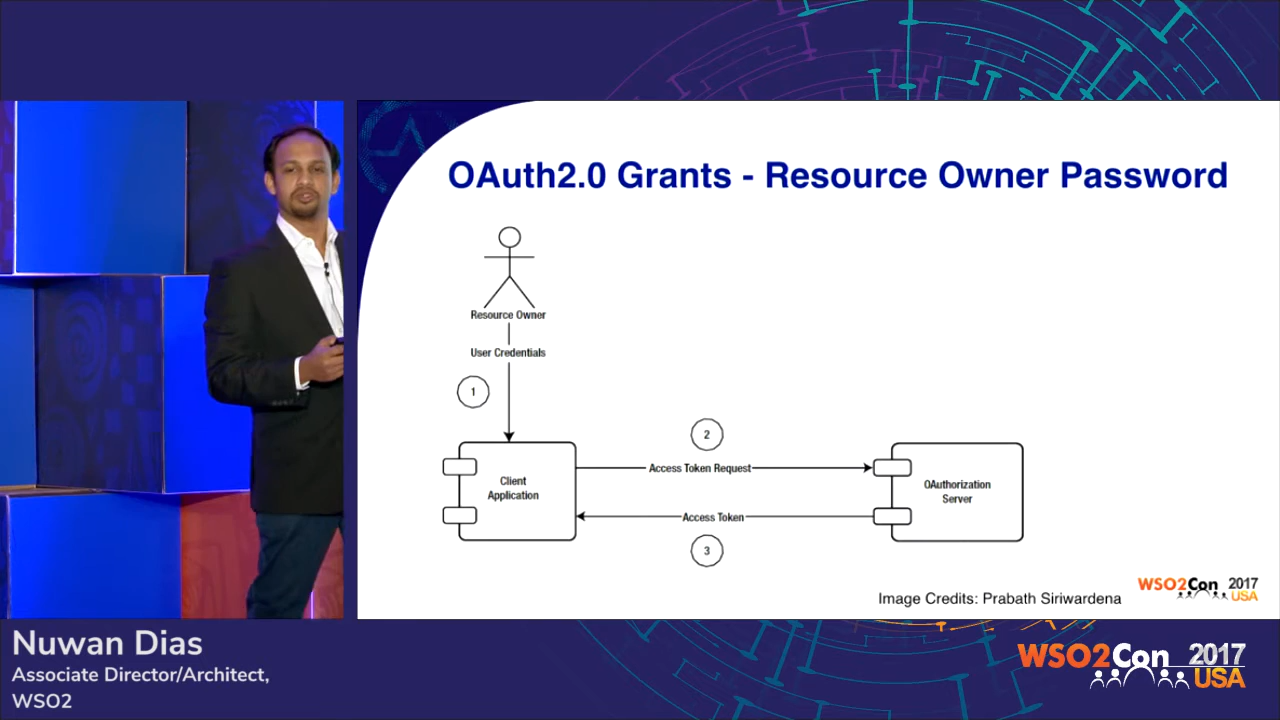 OAuth2.0 Grants - Resource Owner Password
Resource Owner
User Credentials
1
2
Access Token Request
Client
Application
OAuthorization
Server
Access Token
3
WSO2Con 2017
USA
Image Credits: Prabath Siriwardena
Nuwan Dias
Associate Director/Architect,
WSO2
WSO2Con 2017
USA